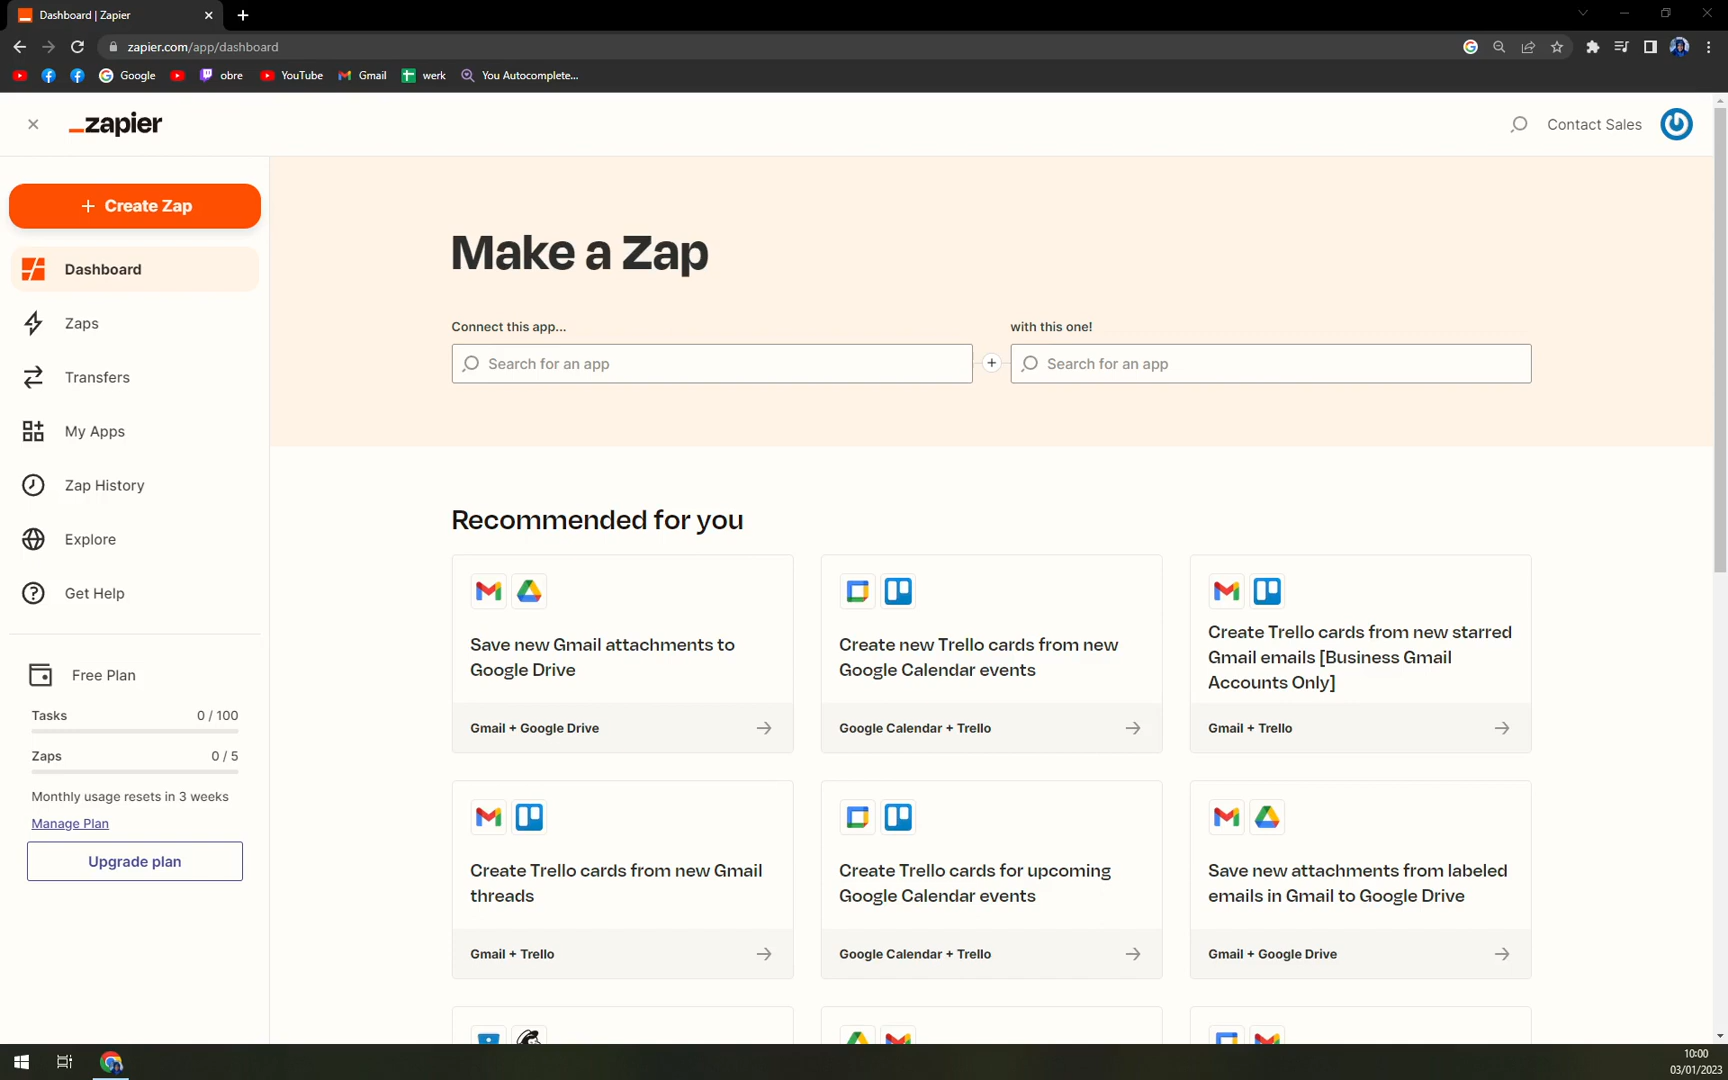 Dashboard | Zapier
zapier.com/app/dashboard
Google
obre
YouTube
Gmail
werk
You Autocomplete...
zapier
Contact Sales
Create Zap
Dashboard
Zaps
Transfers
My Apps
Zap History
Explore
Get Help
Free Plan
Tasks 0 / 100
Zaps 0 / 5
Monthly usage resets in 3 weeks
Manage Plan
Upgrade plan
Make a Zap
Connect this app...
with this one!
Search for an app
Search for an app
Recommended for you
Save new Gmail attachments to
Google Drive
Gmail + Google Drive
Create new Trello cards from new
Google Calendar events
Google Calendar + Trello
Create Trello cards from new starred
Gmail emails [Business Gmail
Accounts Only]
Gmail + Trello
Create Trello cards from new Gmail
threads
Gmail + Trello
Create Trello cards for upcoming
Google Calendar events
Google Calendar + Trello
Save new attachments from labeled
emails in Gmail to Google Drive
Gmail + Google Drive
10:00
03/01/2023